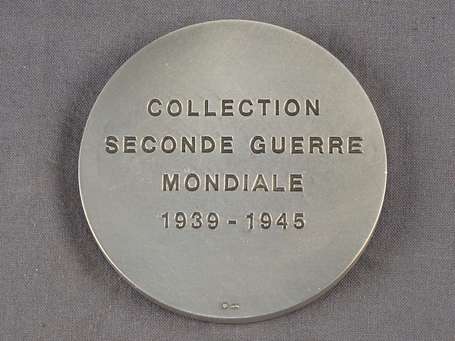 COLLECTION
SECONDE GUERRE
MONDIALE
1939 - 1945